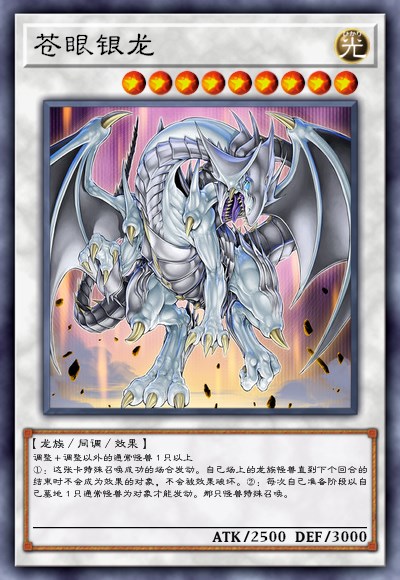 苍眼银龙
光
【龙族/同调/效果】
调整+调整以外的通常怪兽1只以上
①：这张卡特殊召唤成功的场合发动。自己场上的龙族怪兽直到下个回合的
结束时不会成为效果的对象，不会被效果破坏。②：每次自己准备阶段以自
己墓地1只通常怪兽为对象才能发动。那只怪兽特殊召唤。
ATK/2500 DEF/3000